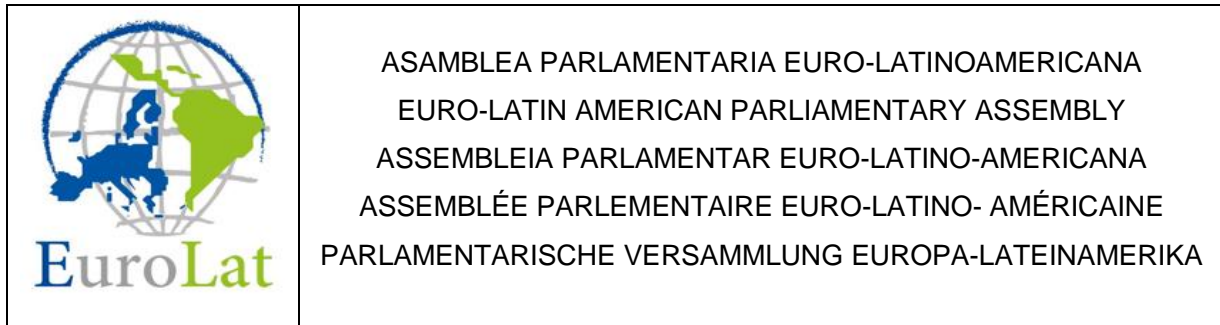 EuroLat
ASAMBLEA PARLAMENTARIA EURO-LATINOAMERICANA
EURO-LATIN AMERICAN PARLIAMENTARY ASSEMBLY
ASSEMBLEIA PARLAMENTAR EURO-LATINO-AMERICANA
ASSEMBLÉE PARLEMENTAIRE EURO-LATINO- AMÉRICAINE
PARLAMENTARISCHE VERSAMMLUNG EUROPA-LATEINAMERIKA